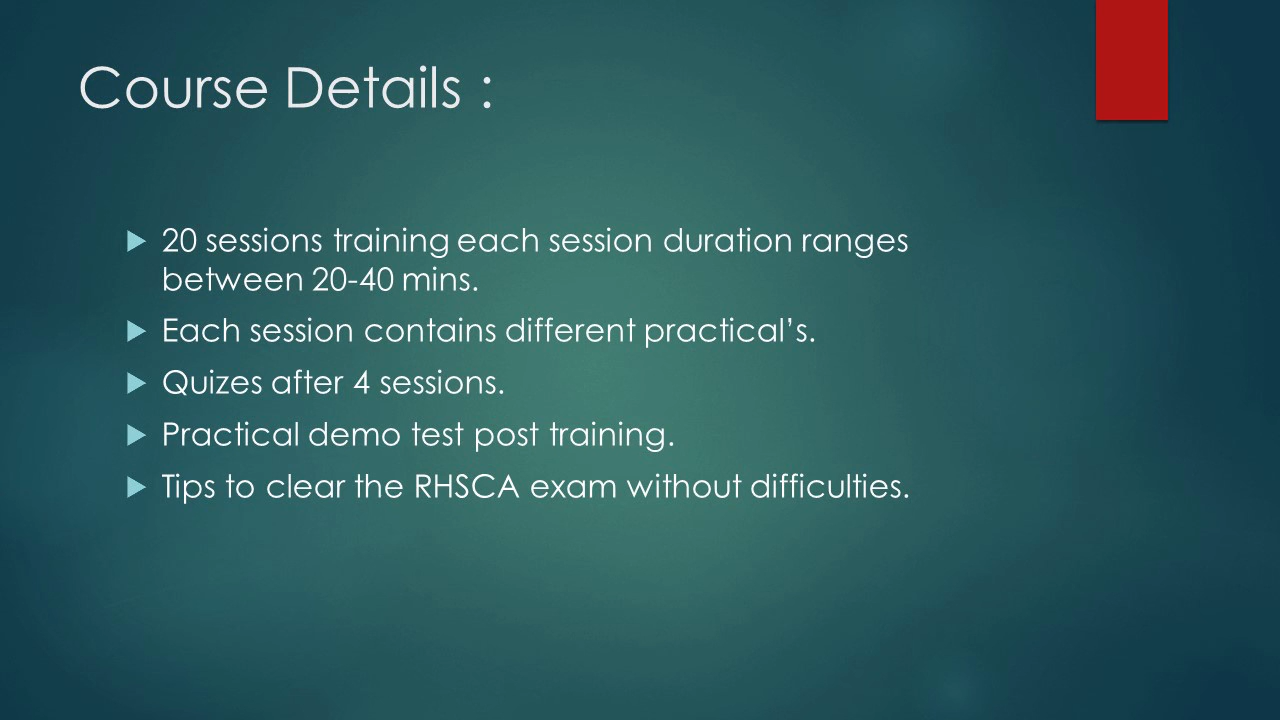 Course Details :
20 sessions training each session duration ranges
between 20-40 mins.
Each session contains different practical’s.
Quizes after 4 sessions.
Practical demo test post training.
Tips to clear the RHSCA exam without difficulties.